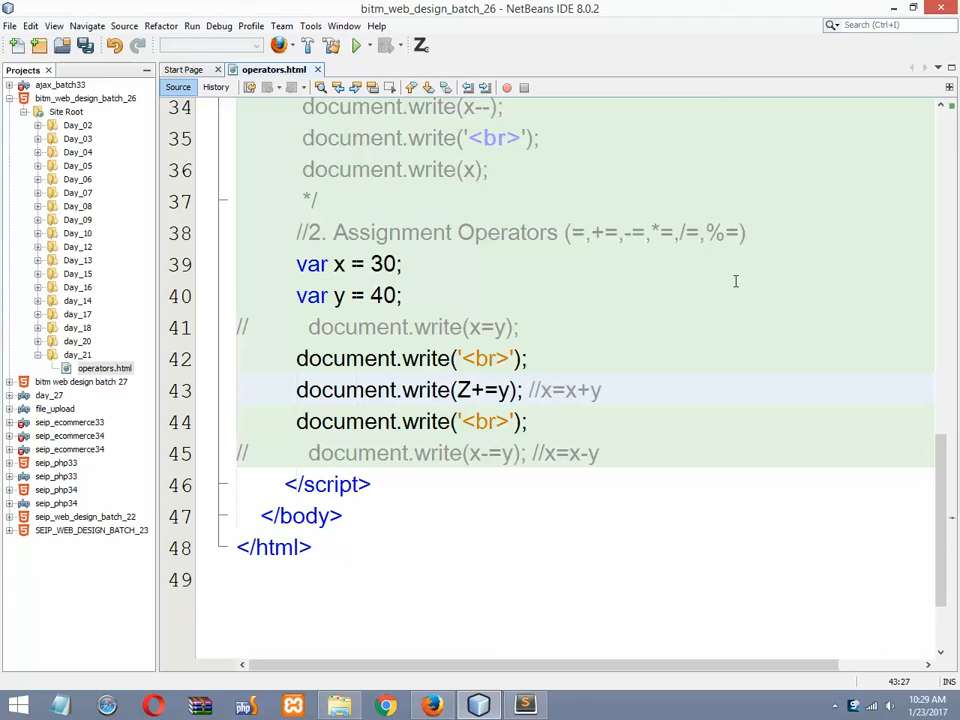 bitm_web_design_batch_26 - NetBeans IDE 8.0.2
File Edit View Navigate Source Refactor Run Debug Profile Team Tools Window Help
Search (Ctrl+I)
Projects
Start Page
operators.html
Source
History
ajax_batch33
bitm_web_design_batch_26
Site Root
Day_02
Day_03
Day_04
Day_05
Day_06
Day_07
Day_08
Day_09
Day_10
Day_12
Day_13
Day_15
Day_16
day_14
day_17
day_18
day_20
day_21
operators.html
bitm web design batch 27
day_27
file_upload
seip_ecommerce33
seip_ecommerce34
seip_ecommerce34
seip_php33
seip_php33
seip_php34
seip_php34
seip_web_design_batch_22
SEIP_WEB_DESIGN_BATCH_23
34 document.write(x--);
35 document.write('<br>');
36 document.write(x);
37 */
38 //2. Assignment Operators (=,+=,-=,*=,/=,%=)
39 var x = 30;
40 var y = 40;
41 // document.write(x=y);
42 document.write('<br>');
43 document.write(Z+=y); //x=x+y
44 document.write('<br>');
45 // document.write(x-=y); //x=x-y
46 </script>
47 </body>
48 </html>
49
43:27
INS
10:29 AM
1/23/2017